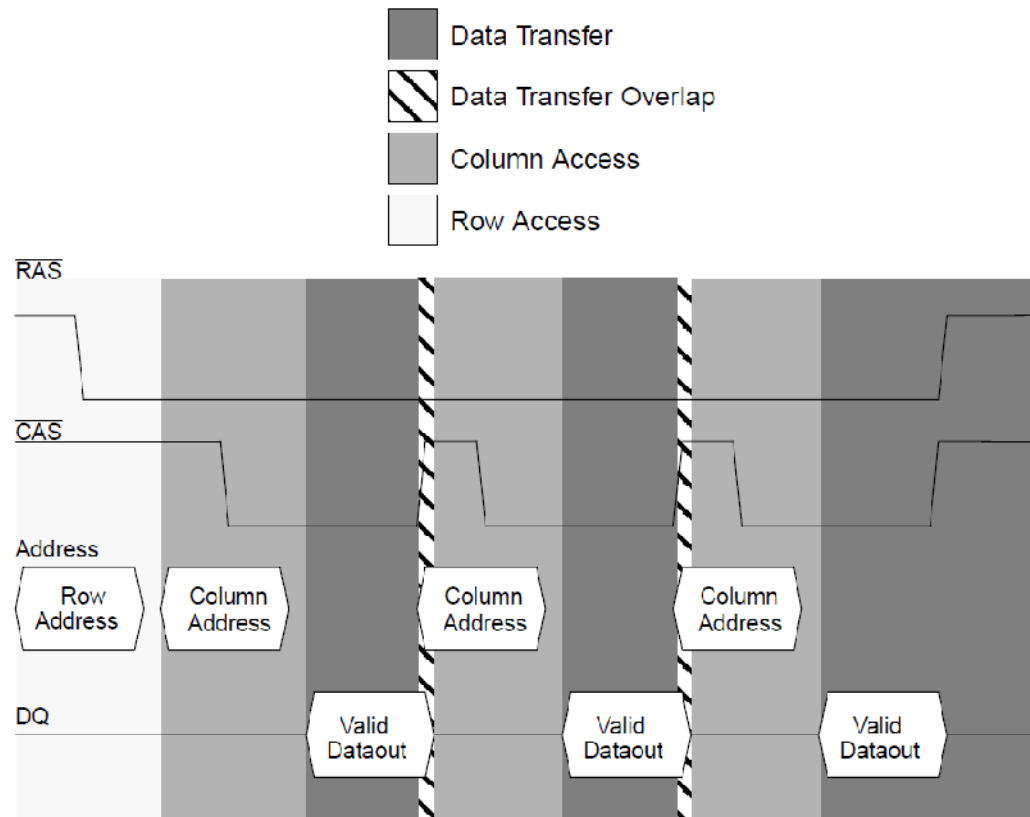 Data Transfer
Data Transfer Overlap
Column Access
Row Access
RAS
CAS
Address
Row
Address
Column
Address
Column
Address
Column
Address
DQ
Valid
Dataout
Valid
Dataout
Valid
Dataout